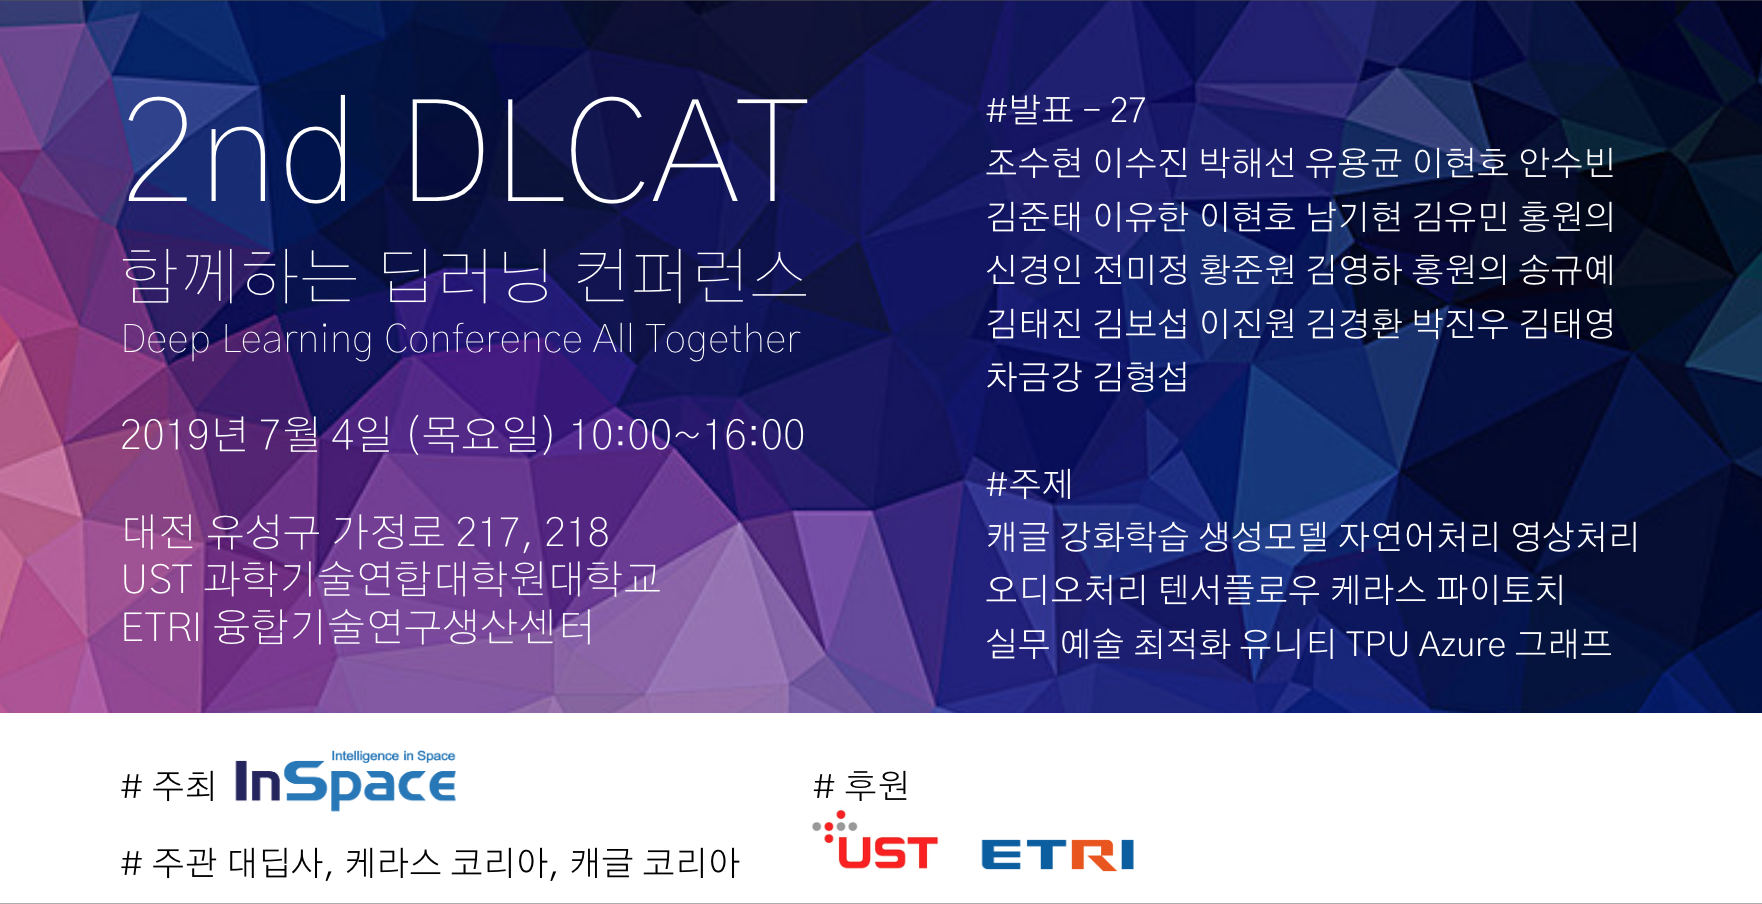 2nd DLCAT
함께하는 딥러닝 컨퍼런스
Deep Learning Conference All Together
2019년 7월 4일 (목요일) 10:00~16:00
대전 유성구 가정로 217, 218
UST 과학기술연합대학원대학교
ETRI 융합기술연구생산센터
#발표 – 27
조수현 이수진 박해선 유용균 이현호 안수빈
김준태 이유한 이현호 남기현 김유민 홍원의
신경인 전미정 황준원 김영하 홍원의 송규예
김태진 김보섭 이진원 김경환 박진우 김태영
차금강 김형섭
#주제
캐글 강화학습 생성모델 자연어처리 영상처리
오디오처리 텐서플로우 케라스 파이토치
실무 예술 최적화 유니티 TPU Azure 그래프
# 주최
Intelligence in Space
InSpace
# 주관 대딥사, 케라스 코리아, 캐글 코리아
# 후원
UST
ETRI